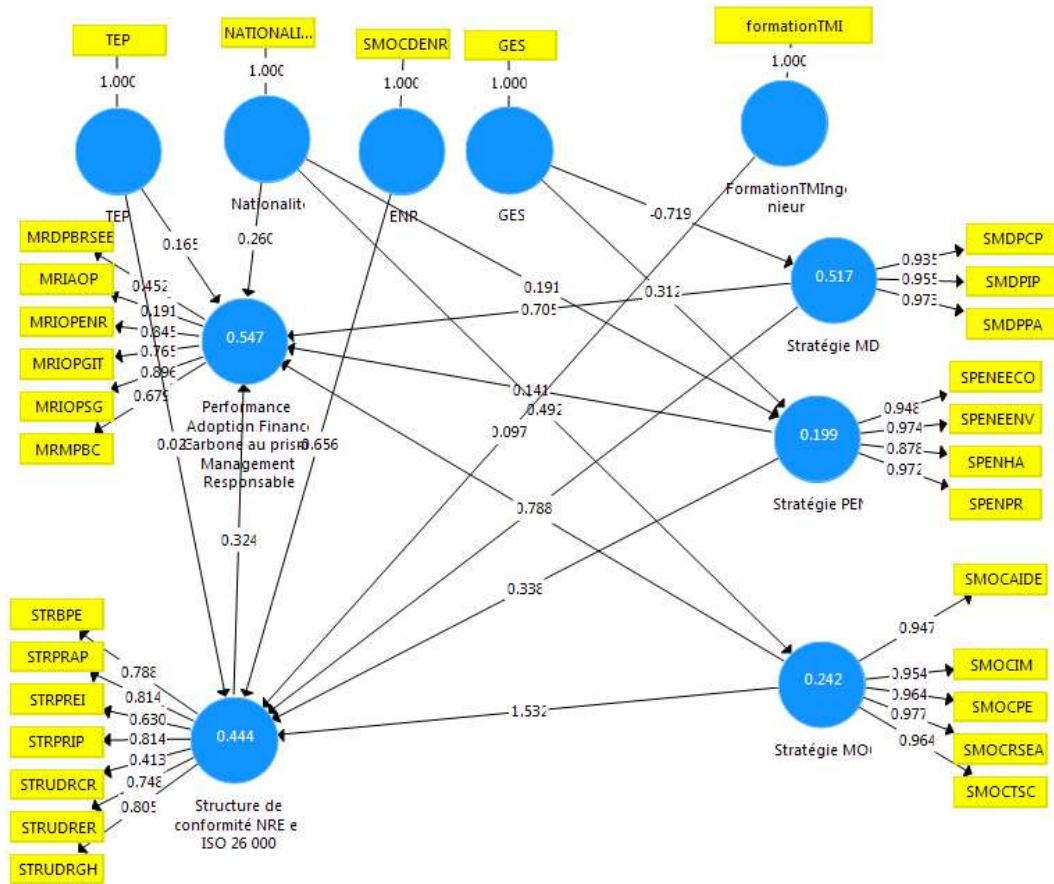 TEP
NATIONALI...
SMOCDENR
GES
formationTMI
1.000
1.000
1.000
1.000
1.000
TEP
Nationalité
ENR
GES
FormationTMInge
nieur
MRDPBRSEE
MRIAOP
MRIOPENR
MRIOPGIT
MRIOPSG
MRMPBC
0.452
0.191
0.845
0.765
0.896
0.679
0.165
0.260
-0.719
0.191
0.312
0.705
0.547
Performance
Adoption Finance
Carbone au prisme
Management
Responsable
0.517
Stratégie MD
0.935
0.955
0.973
SMDPCP
SMDPIP
SMDPPA
0.141
0.492
0.097
0.656
0.199
Stratégie PEN
0.948
0.974
0.878
0.972
SPENEECO
SPENEENV
SPENHA
SPENPR
0.324
0.788
0.338
1.532
STRBPE
STRPRAP
STRPREI
STRPRIP
STRUDRCR
STRUDRER
STRUDRGH
0.788
0.814
0.630
0.814
0.413
0.748
0.805
0.444
Structure de
conformité NRE e
ISO 26 000
0.242
Stratégie MOC
0.947
0.954
0.964
0.977
0.964
SMOCAIDE
SMOCIM
SMOCPE
SMOCRSEA
SMOCTSC